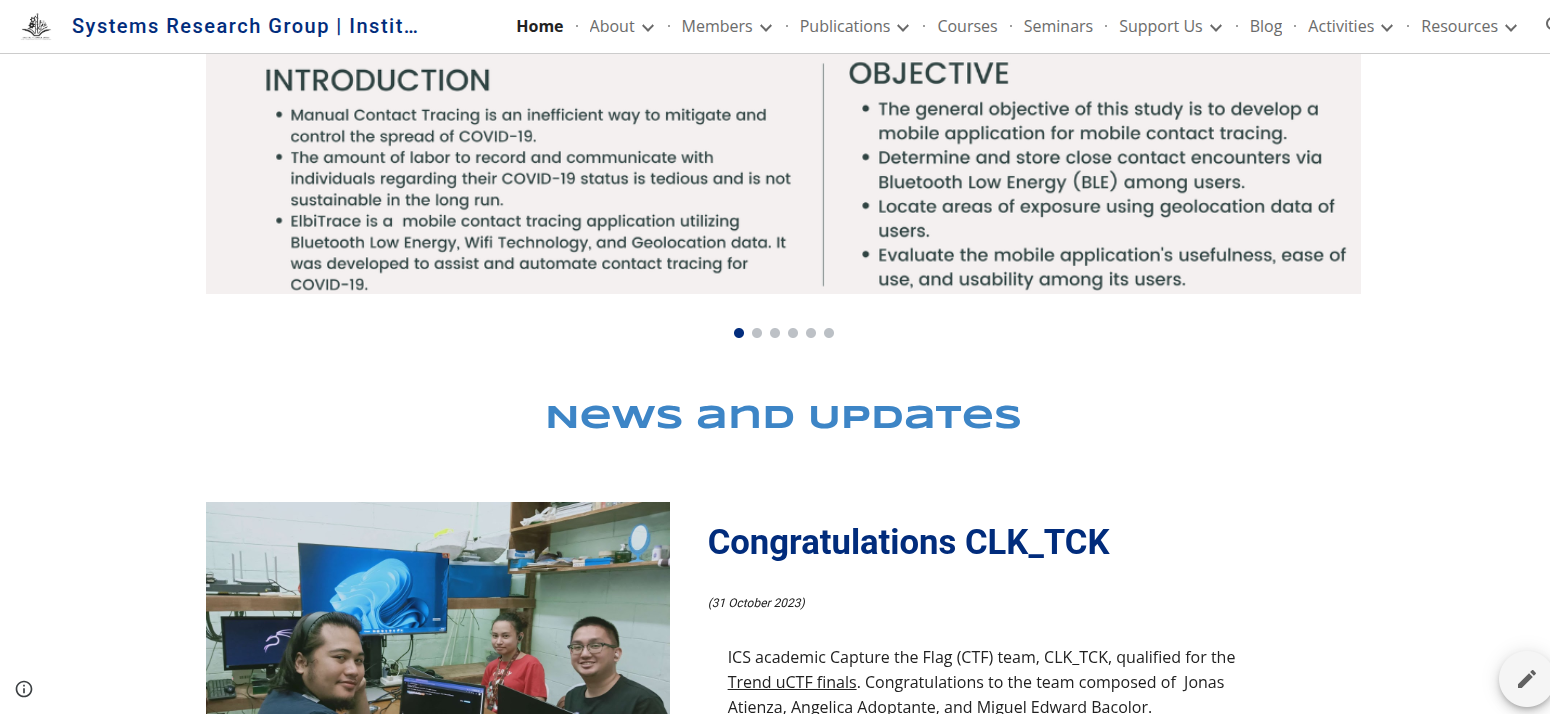 Systems Research Group | Instit...
Home · About · Members · Publications · Courses · Seminars · Support Us · Blog · Activities · Resources
INTRODUCTION
• Manual Contact Tracing is an inefficient way to mitigate and
control the spread of COVID-19.
• The amount of labor to record and communicate with
individuals regarding their COVID-19 status is tedious and is not
sustainable in the long run.
• ElbiTrace is a mobile contact tracing application utilizing
Bluetooth Low Energy, Wifi Technology, and Geolocation data. It
was developed to assist and automate contact tracing for
COVID-19.
OBJECTIVE
• The general objective of this study is to develop a
mobile application for mobile contact tracing.
• Determine and store close contact encounters via
Bluetooth Low Energy (BLE) among users.
• Locate areas of exposure using geolocation data of
users.
• Evaluate the mobile application's usefulness, ease of
use, and usability among its users.
News and Updates
Congratulations CLK_TCK
(31 October 2023)
ICS academic Capture the Flag (CTF) team, CLK_TCK, qualified for the
Trend uCTF finals. Congratulations to the team composed of Jonas
Atienza, Angelica Adoptante, and Miguel Edward Bacolor.